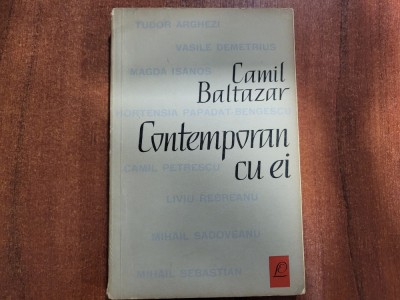 TUDOR ARGHEZI
VASILE DEMETRIUS
MAGDA ISANOS
Camil
Baltazar
HORTENSIA PAPADAT-BENGESCU
Contemporan
cu ei
CAMIL PETRESCU
LIVIU REBREANU
MIHAIL SADOVEANU
MIHAIL SEBASTIAN